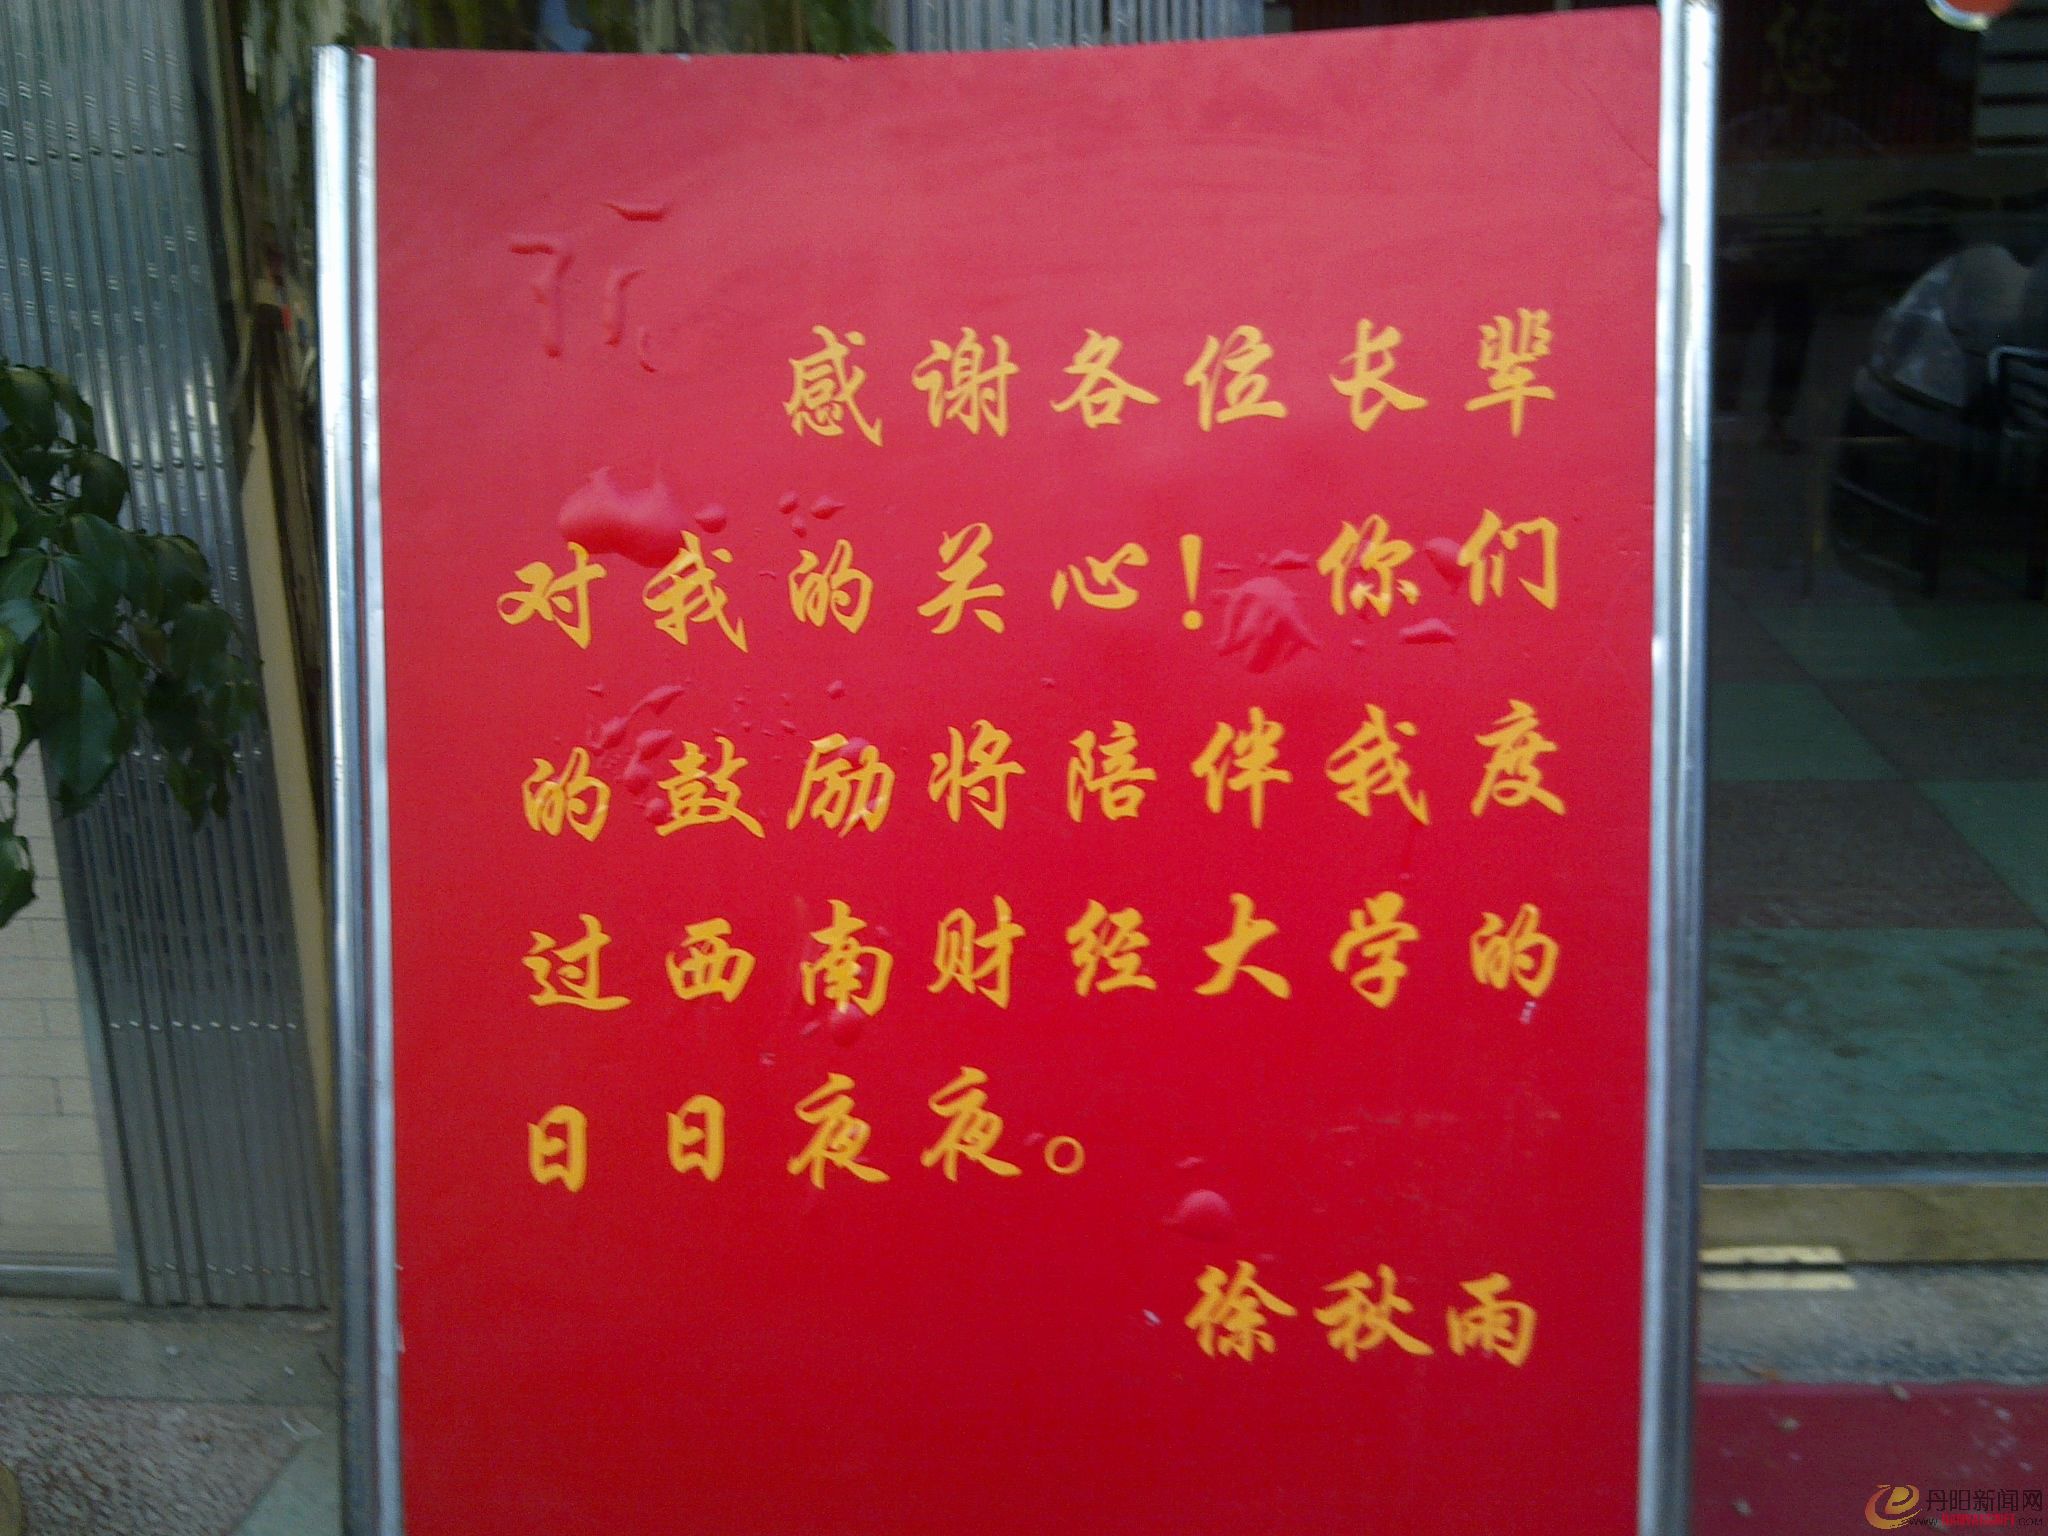 感谢各位长辈
对我的关心！你们
的鼓励将陪伴我度
过西南财经大学的
日日夜夜。
徐秋雨
丹阳新闻网